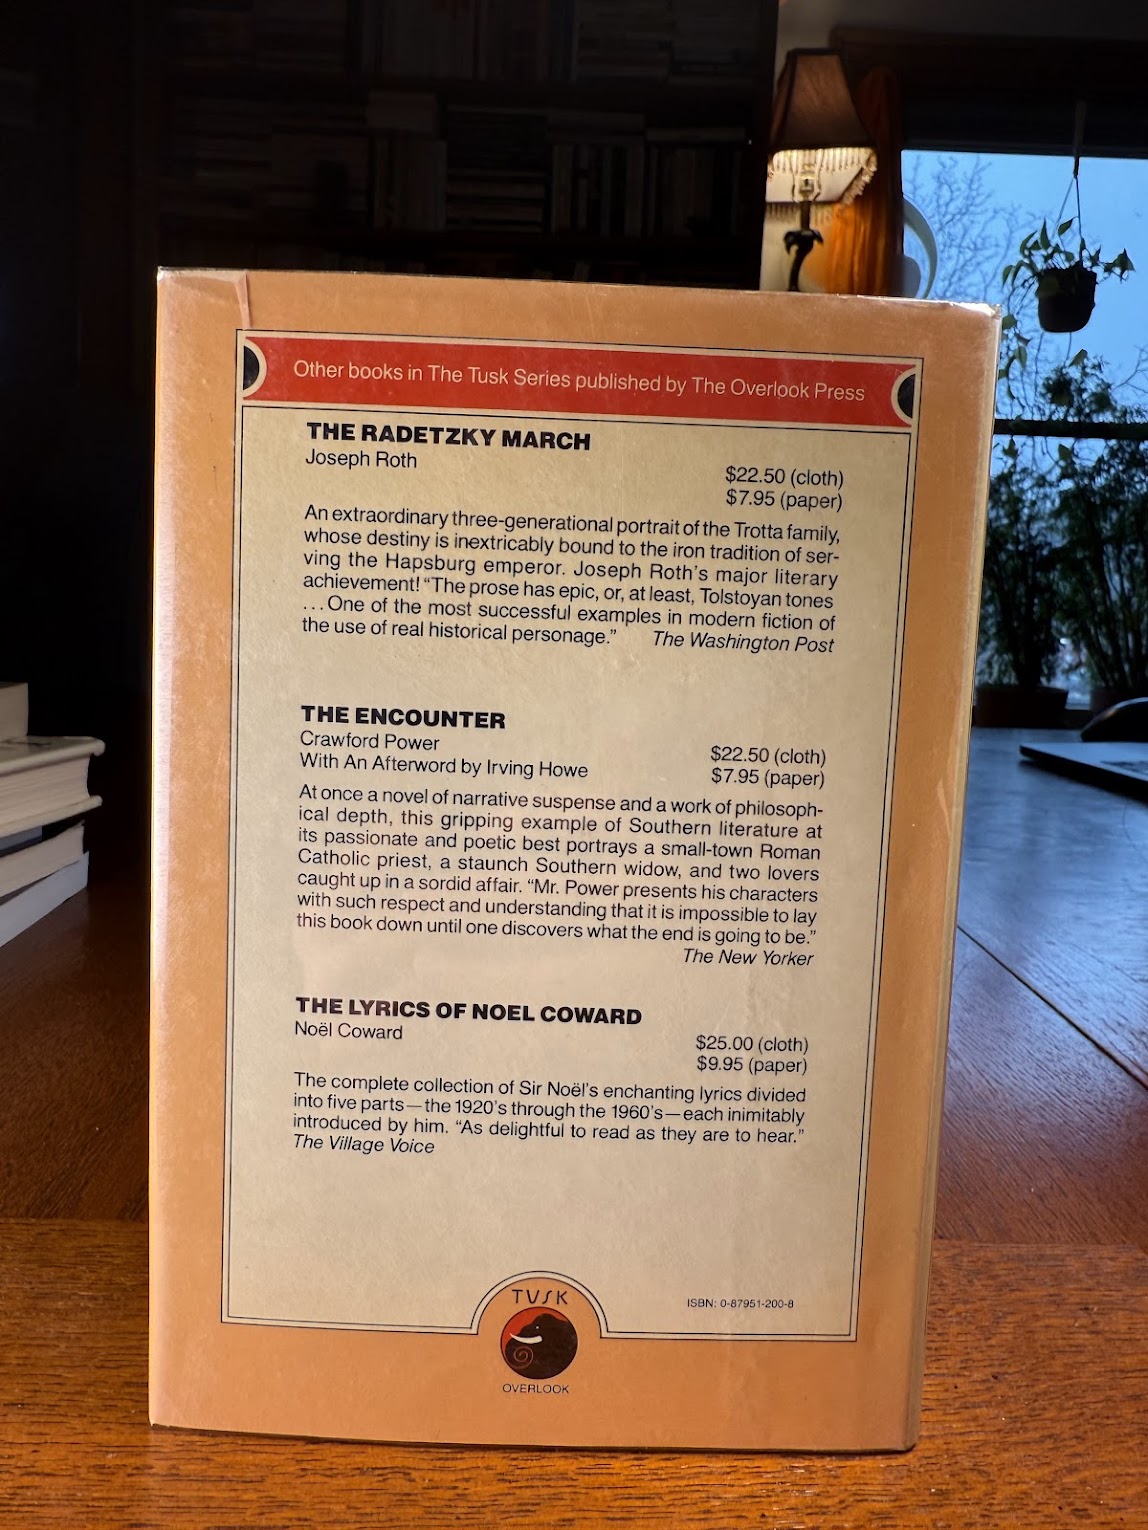 Other books in The Tusk Series published by The Overlook Press
THE RADETZKY MARCH
Joseph Roth
$22.50 (cloth)
$7.95 (paper)
An extraordinary three-generational portrait of the Trotta family,
whose destiny is inextricably bound to the iron tradition of ser-
ving the Hapsburg emperor. Joseph Roth's major literary
achievement! “The prose has epic, or, at least, Tolstoyan tones
...One of the most successful examples in modern fiction of
the use of real historical personage.” The Washington Post
THE ENCOUNTER
Crawford Power
With An Afterword by Irving Howe
$22.50 (cloth)
$7.95 (paper)
At once a novel of narrative suspense and a work of philosoph-
ical depth, this gripping example of Southern literature at
its passionate and poetic best portrays a small-town Roman
Catholic priest, a staunch Southern widow, and two lovers
caught up in a sordid affair. “Mr. Power presents his characters
with such respect and understanding that it is impossible to lay
this book down until one discovers what the end is going to be.”
The New Yorker
THE LYRICS OF NOEL COWARD
Noël Coward
$25.00 (cloth)
$9.95 (paper)
The complete collection of Sir Noël's enchanting lyrics divided
into five parts—the 1920's through the 1960's—each inimitably
introduced by him. “As delightful to read as they are to hear.”
The Village Voice
TUSK
OVERLOOK
ISBN: 0-87951-200-8